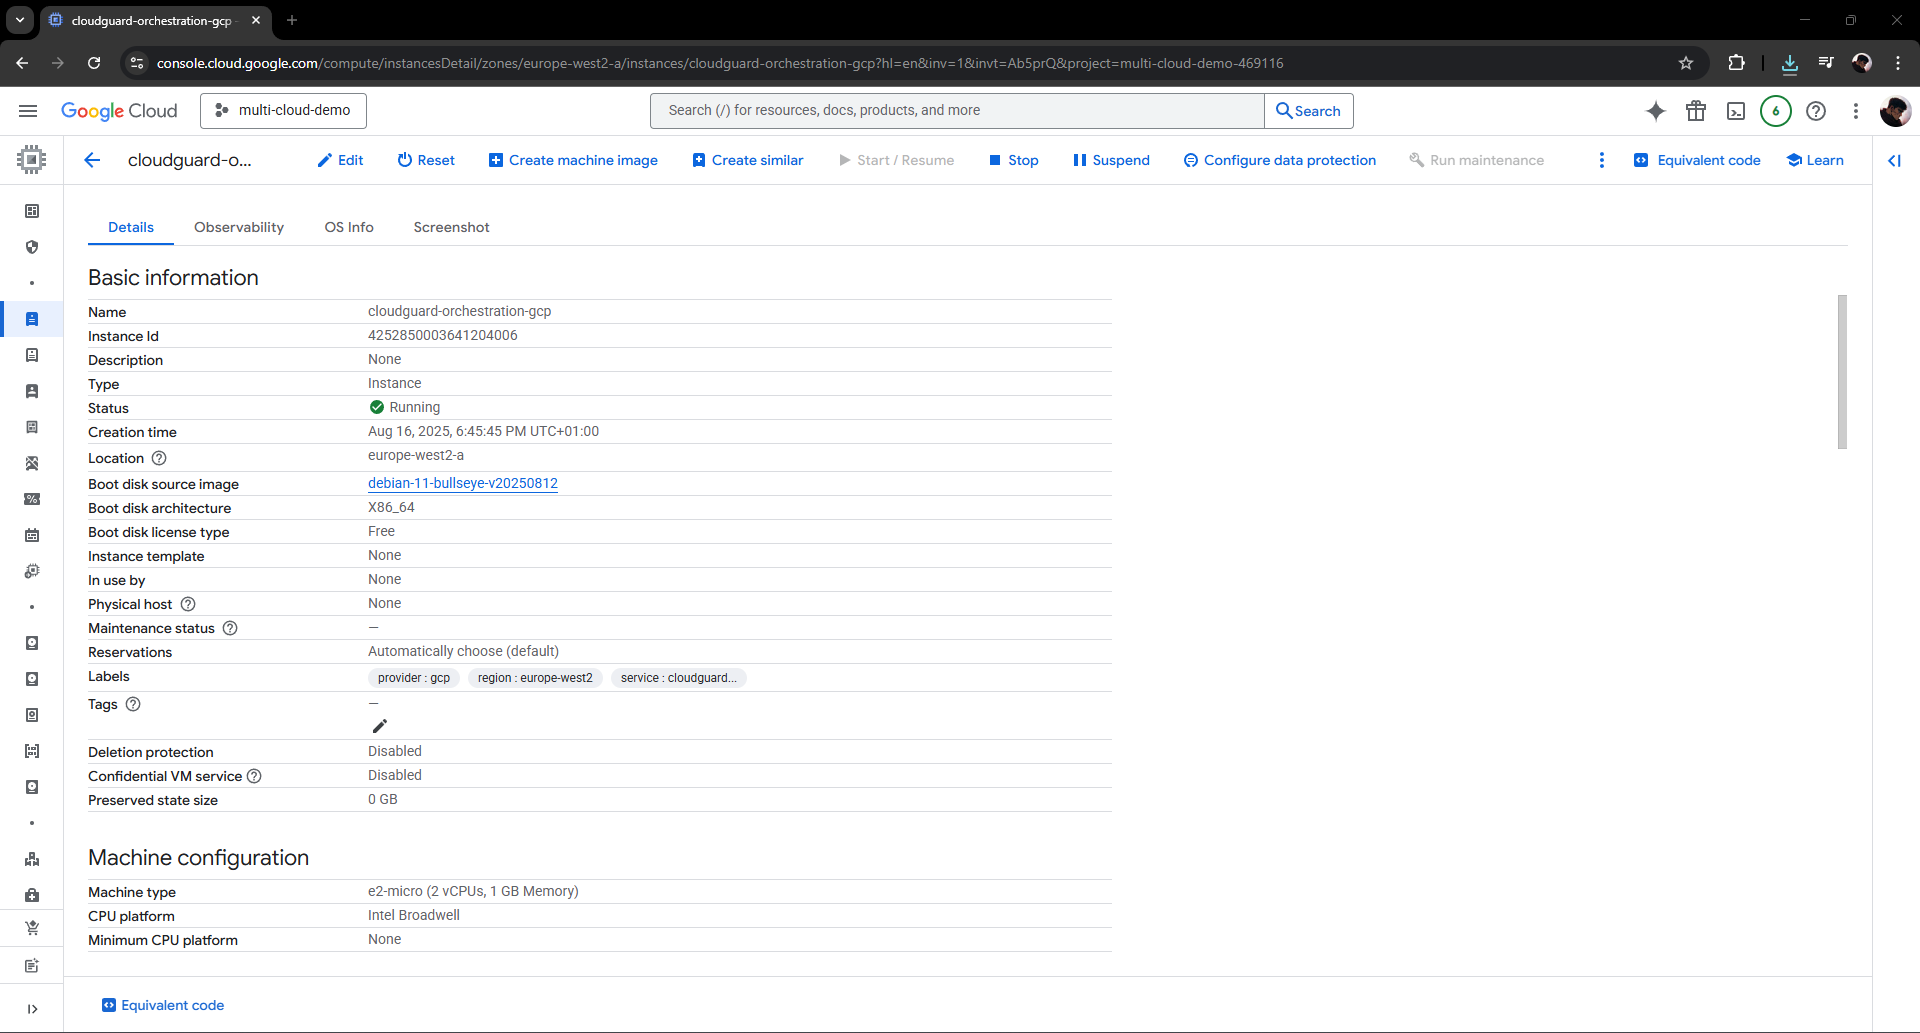 cloudguard-orchestration-gcp
console.cloud.google.com/compute/instancesDetail/zones/europe-west2-a/instances/cloudguard-orchestration-gcp?hl=en&inv=1&invt=Ab5prQ&project=multi-cloud-demo-469116
Google Cloud
multi-cloud-demo
Search (/) for resources, docs, products, and more
Search
6
cloudguard-o...
Edit
Reset
Create machine image
Create similar
Start / Resume
Stop
Suspend
Configure data protection
Run maintenance
Equivalent code
Learn
Details
Observability
OS Info
Screenshot
Basic information
Name cloudguard-orchestration-gcp
Instance Id 4252850003641204006
Description None
Type Instance
Status Running
Creation time Aug 16, 2025, 6:45:45 PM UTC+01:00
Location europe-west2-a
Boot disk source image debian-11-bullseye-v20250812
Boot disk architecture X86_64
Boot disk license type Free
Instance template None
In use by None
Physical host None
Maintenance status —
Reservations Automatically choose (default)
Labels provider : gcp region : europe-west2 service : cloudguard...
Tags —
Deletion protection Disabled
Confidential VM service Disabled
Preserved state size 0 GB
Machine configuration
Machine type e2-micro (2 vCPUs, 1 GB Memory)
CPU platform Intel Broadwell
Minimum CPU platform None
Equivalent code